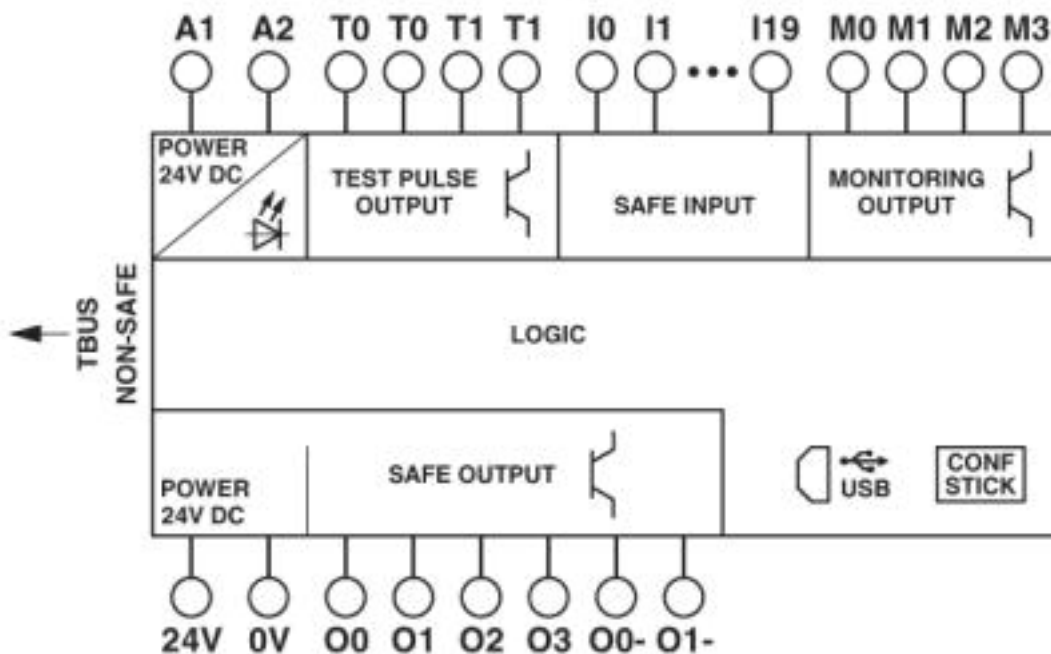 A1 A2 T0 T0 T1 T1 I0 I1 ••• I19 M0 M1 M2 M3
POWER
24V DC
TEST PULSE
OUTPUT
SAFE INPUT
MONITORING
OUTPUT
TBUS
NON-SAFE
LOGIC
POWER
24V DC
SAFE OUTPUT
USB
CONF
STICK
24V 0V O0 O1 O2 O3 O0- O1-